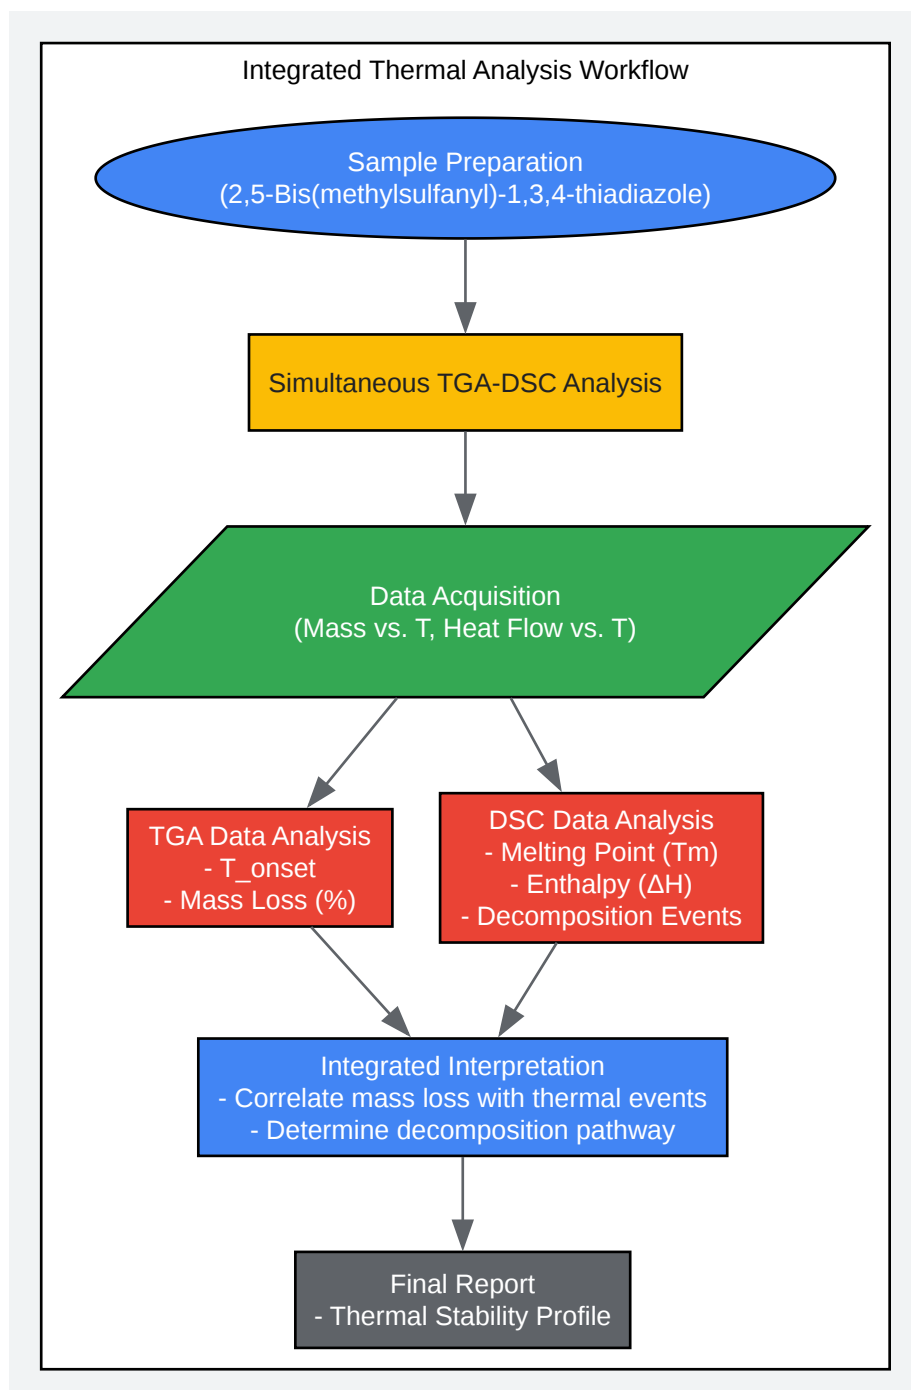 Integrated Thermal Analysis Workflow
Sample Preparation
(2,5-Bis(methylsulfanyl)-1,3,4-thiadiazole)
Simultaneous TGA-DSC Analysis
Data Acquisition
(Mass vs. T, Heat Flow vs. T)
TGA Data Analysis
- T_onset
- Mass Loss (%)
DSC Data Analysis
- Melting Point (Tm)
- Enthalpy (ΔH)
- Decomposition Events
Integrated Interpretation
- Correlate mass loss with thermal events
- Determine decomposition pathway
Final Report
- Thermal Stability Profile